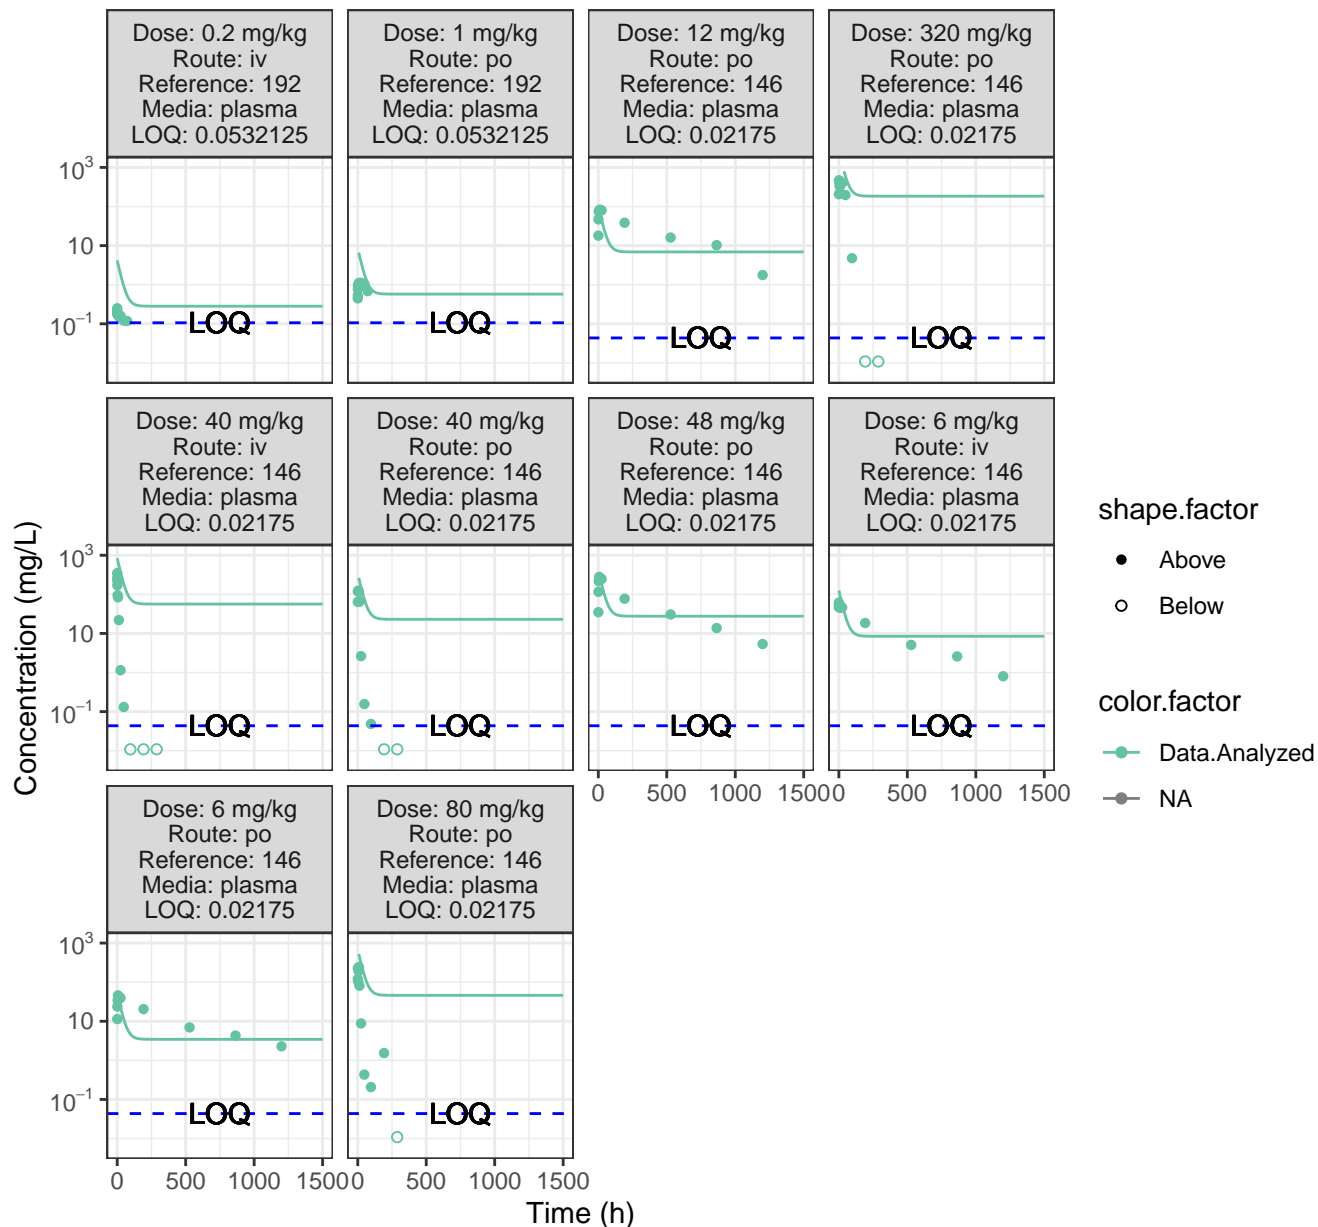 Dose: 0.2 mg/kg
Route: iv
Reference: 192
Media: plasma
LOQ: 0.0532125
Dose: 1 mg/kg
Route: po
Reference: 192
Media: plasma
LOQ: 0.0532125
Dose: 12 mg/kg
Route: po
Reference: 146
Media: plasma
LOQ: 0.02175
Dose: 320 mg/kg
Route: po
Reference: 146
Media: plasma
LOQ: 0.02175
10³
10
10⁻¹
LOQ
LOQ
LOQ
LOQ
Dose: 40 mg/kg
Route: iv
Reference: 146
Media: plasma
LOQ: 0.02175
Dose: 40 mg/kg
Route: po
Reference: 146
Media: plasma
LOQ: 0.02175
Dose: 48 mg/kg
Route: po
Reference: 146
Media: plasma
LOQ: 0.02175
Dose: 6 mg/kg
Route: iv
Reference: 146
Media: plasma
LOQ: 0.02175
10³
10
10⁻¹
LOQ
LOQ
LOQ
LOQ
0 500 1000 1500
0 500 1000 1500
Dose: 6 mg/kg
Route: po
Reference: 146
Media: plasma
LOQ: 0.02175
Dose: 80 mg/kg
Route: po
Reference: 146
Media: plasma
LOQ: 0.02175
10³
10
10⁻¹
LOQ
LOQ
0 500 1000 1500
0 500 1000 1500
Time (h)
Concentration (mg/L)
shape.factor
Above
Below
color.factor
Data.Analyzed
NA